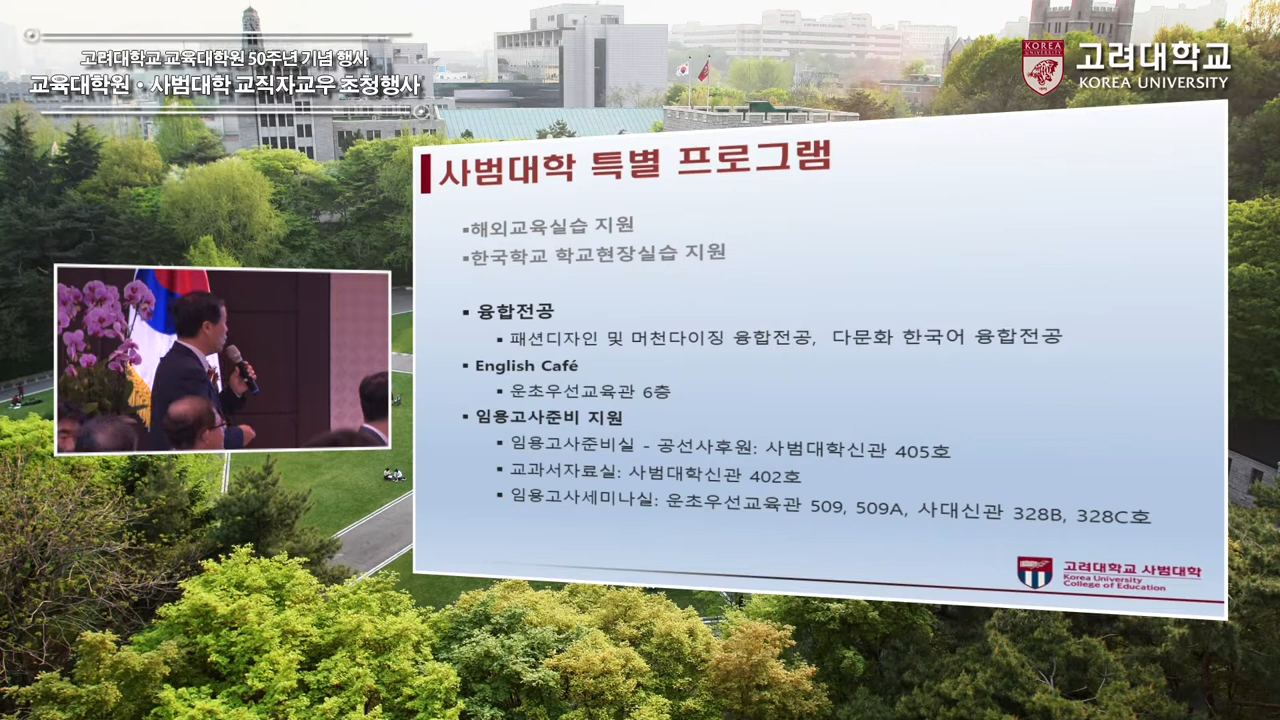 고려대학교 교육대학원 50주년 기념 행사
교육대학원 · 사범대학 교직자교우 초청행사
KOREA
고려대학교
KOREA UNIVERSITY
사범대학 특별 프로그램
▪해외교육실습 지원
▪한국학교 학교현장실습 지원
▪ 융합전공
▪ 패션디자인 및 머천다이징 융합전공, 다문화 한국어 융합전공
▪ English Café
▪ 운초우선교육관 6층
▪ 임용고사준비 지원
▪ 임용고사준비실 - 공선사후원: 사범대학신관 405호
▪ 교과서자료실: 사범대학신관 402호
▪ 임용고사세미나실: 운초우선교육관 509, 509A, 사대신관 328B, 328C호
고려대학교 사범대학
Korea University
College of Education